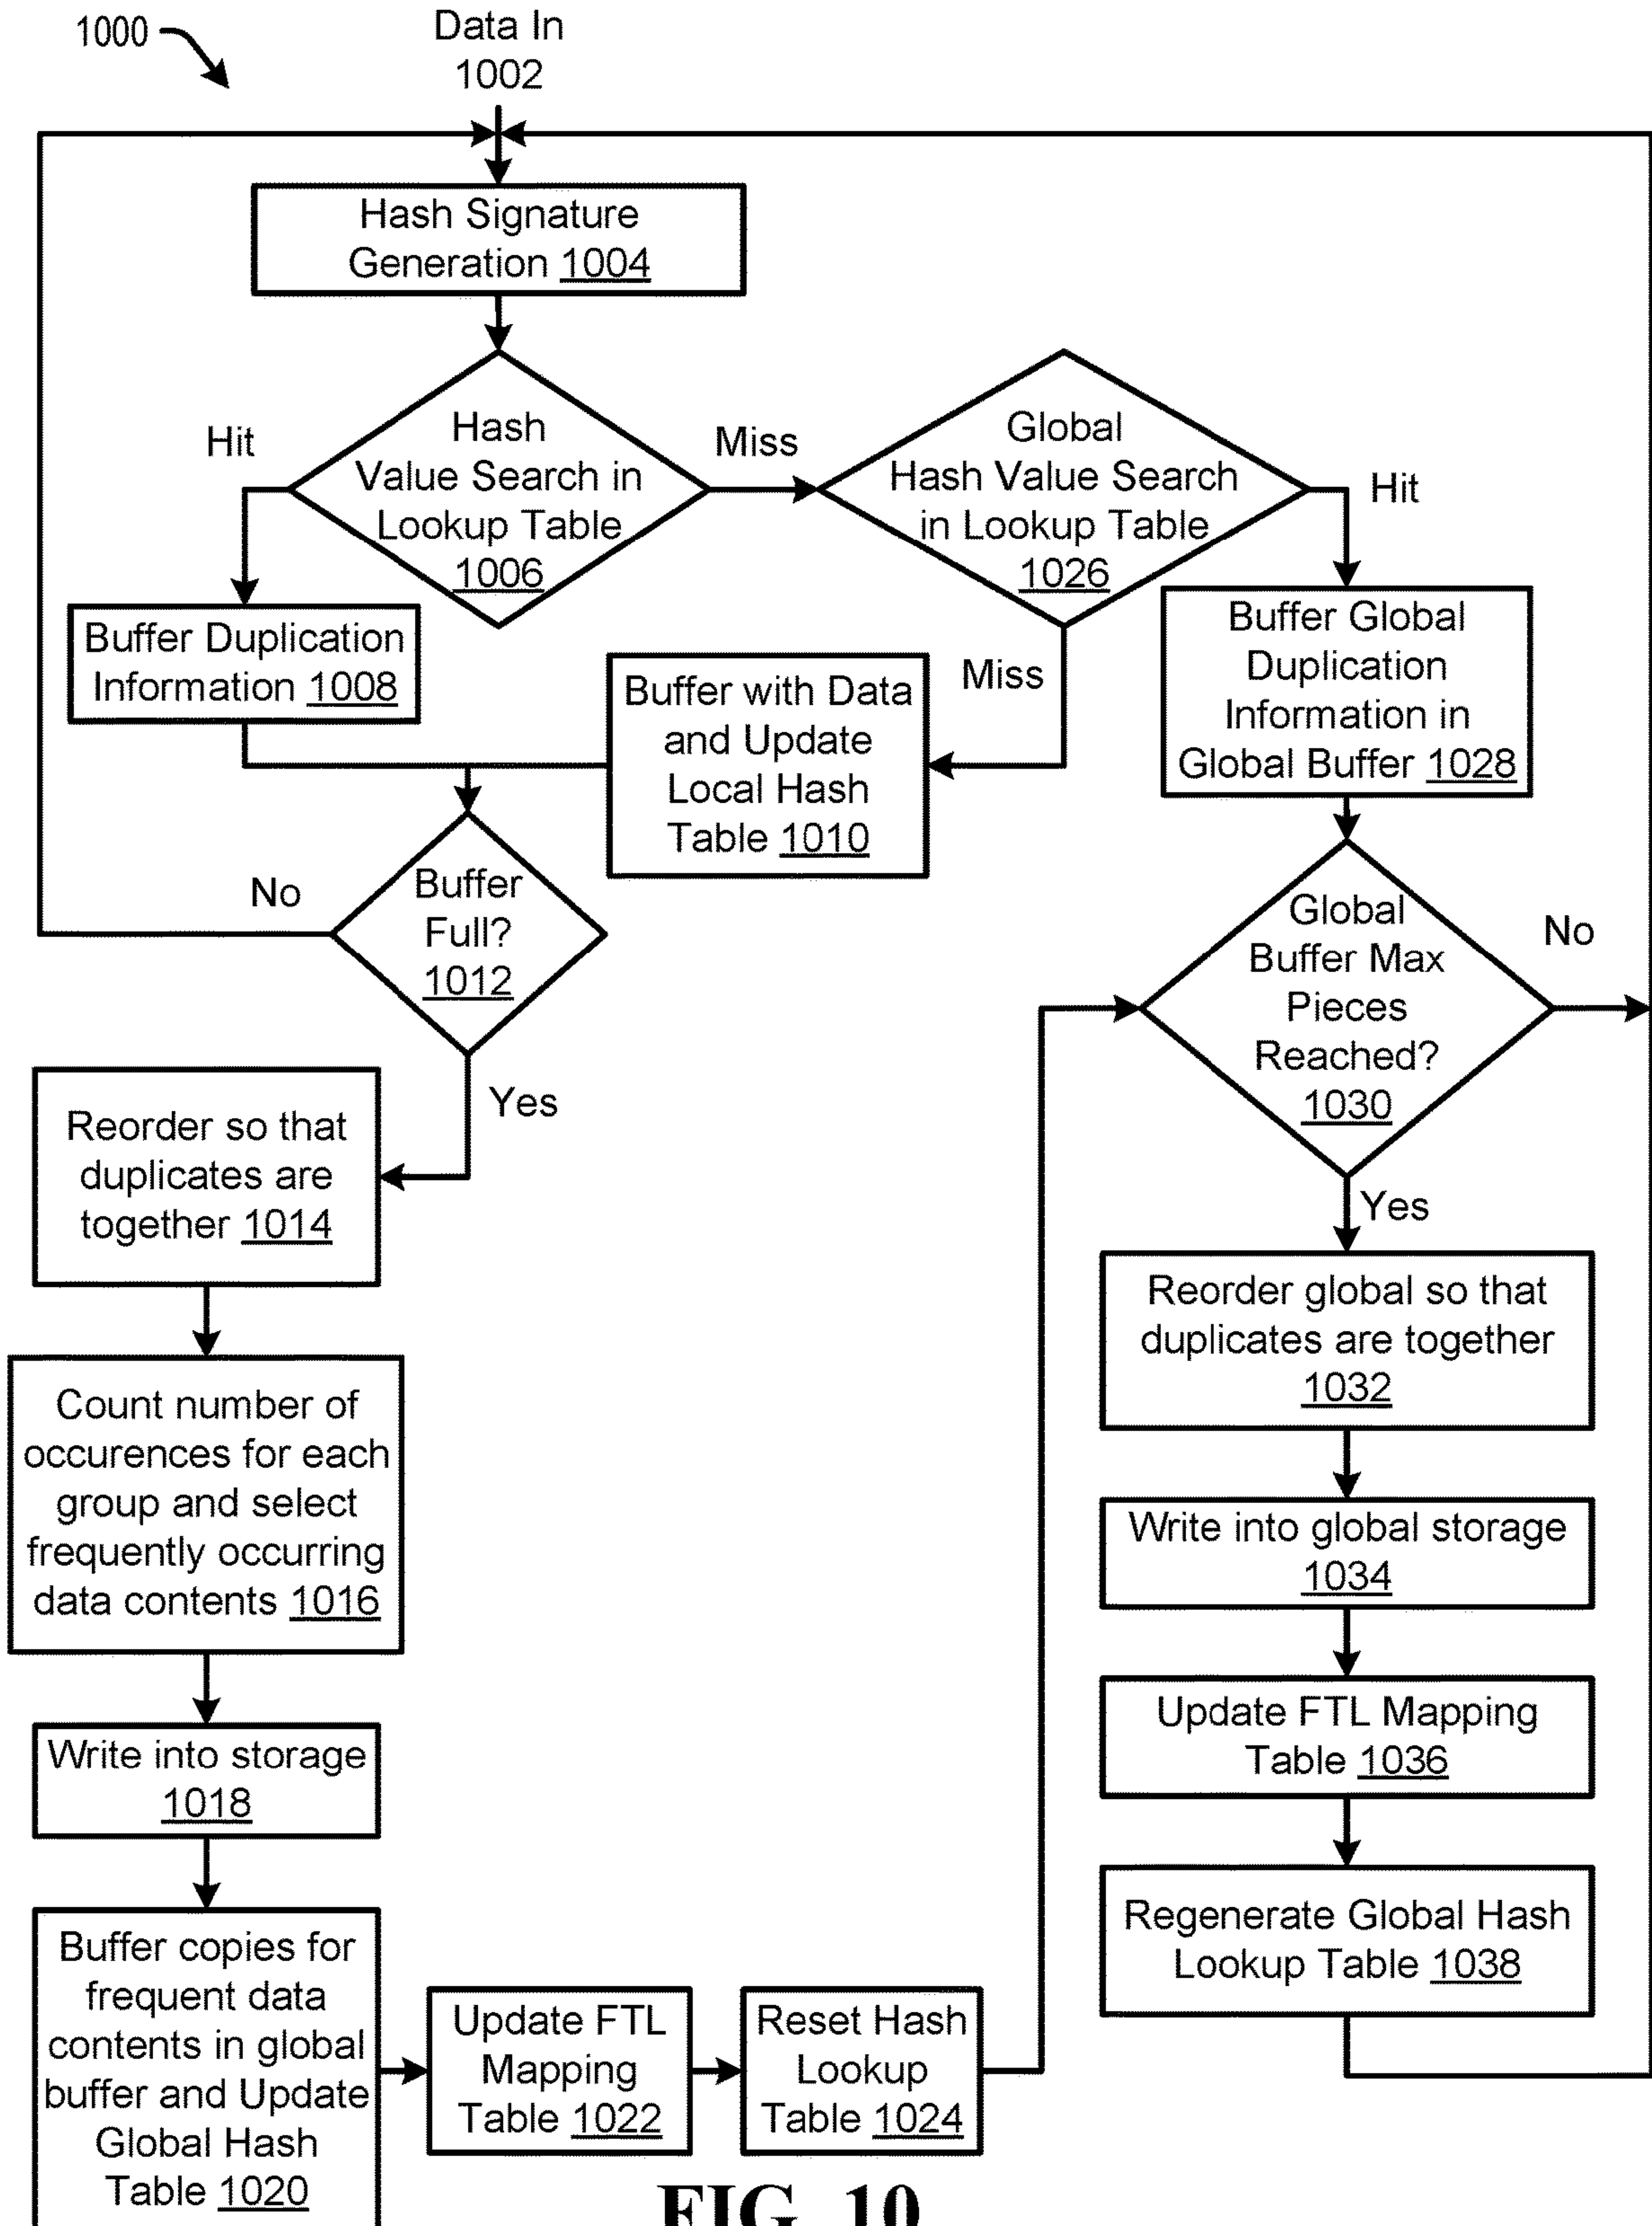 1000
Data In
1002
Hash Signature
Generation 1004
Hash
Value Search in
Lookup Table
1006
Hit
Miss
Global
Hash Value Search
in Lookup Table
1026
Hit
Miss
Buffer Duplication
Information 1008
Buffer with Data
and Update
Local Hash
Table 1010
Buffer Global
Duplication
Information in
Global Buffer 1028
Buffer
Full?
1012
No
Yes
Global
Buffer Max
Pieces
Reached?
1030
No
Yes
Reorder so that
duplicates are
together 1014
Count number of
occurences for each
group and select
frequently occurring
data contents 1016
Write into storage
1018
Buffer copies for
frequent data
contents in global
buffer and Update
Global Hash
Table 1020
Update FTL
Mapping
Table 1022
Reset Hash
Lookup
Table 1024
Reorder global so that
duplicates are together
1032
Write into global storage
1034
Update FTL Mapping
Table 1036
Regenerate Global Hash
Lookup Table 1038
FIG. 10